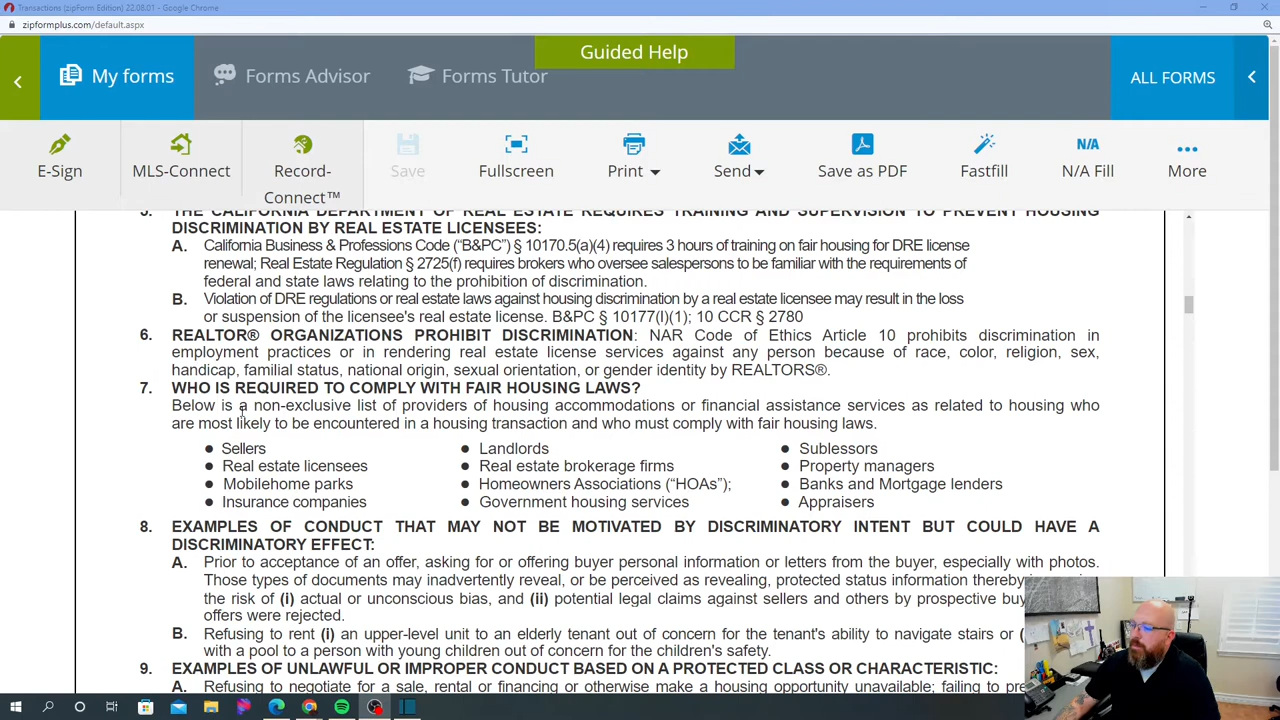 Transactions (zipForm Edition) 22.08.01 - Google Chrome
zipformplus.com/default.aspx
Guided Help
My forms
Forms Advisor
Forms Tutor
ALL FORMS
E-Sign
MLS-Connect
Record-
Connect™
Save
Fullscreen
Print
Send
Save as PDF
N/A
N/A Fill
Fastfill
More
5. THE CALIFORNIA DEPARTMENT OF REAL ESTATE REQUIRES TRAINING AND SUPERVISION TO PREVENT HOUSING
DISCRIMINATION BY REAL ESTATE LICENSEES:
A. California Business & Professions Code ("B&PC") § 10170.5(a)(4) requires 3 hours of training on fair housing for DRE license
renewal; Real Estate Regulation § 2725(f) requires brokers who oversee salespersons to be familiar with the requirements of
federal and state laws relating to the prohibition of discrimination.
B. Violation of DRE regulations or real estate laws against housing discrimination by a real estate licensee may result in the loss
or suspension of the licensee's real estate license. B&PC § 10177(l)(1); 10 CCR § 2780
6. REALTOR® ORGANIZATIONS PROHIBIT DISCRIMINATION: NAR Code of Ethics Article 10 prohibits discrimination in
employment practices or in rendering real estate license services against any person because of race, color, religion, sex,
handicap, familial status, national origin, sexual orientation, or gender identity by REALTORS®.
7. WHO IS REQUIRED TO COMPLY WITH FAIR HOUSING LAWS?
Below is a non-exclusive list of providers of housing accommodations or financial assistance services as related to housing who
are most likely to be encountered in a housing transaction and who must comply with fair housing laws.
● Sellers ● Landlords ● Sublessors
● Real estate licensees ● Real estate brokerage firms ● Property managers
● Mobilehome parks ● Homeowners Associations ("HOAs"); ● Banks and Mortgage lenders
● Insurance companies ● Government housing services ● Appraisers
8. EXAMPLES OF CONDUCT THAT MAY NOT BE MOTIVATED BY DISCRIMINATORY INTENT BUT COULD HAVE A
DISCRIMINATORY EFFECT:
A. Prior to acceptance of an offer, asking for or offering buyer personal information or letters from the buyer, especially with photos.
Those types of documents may inadvertently reveal, or be perceived as revealing, protected status information thereby
the risk of (i) actual or unconscious bias, and (ii) potential legal claims against sellers and others by prospective
offers were rejected.
B. Refusing to rent (i) an upper-level unit to an elderly tenant out of concern for the tenant's ability to navigate stairs or
with a pool to a person with young children out of concern for the children's safety.
9. EXAMPLES OF UNLAWFUL OR IMPROPER CONDUCT BASED ON A PROTECTED CLASS OR CHARACTERISTIC:
A. Refusing to negotiate for a sale, rental or financing or otherwise make a housing opportunity unavailable; failing to